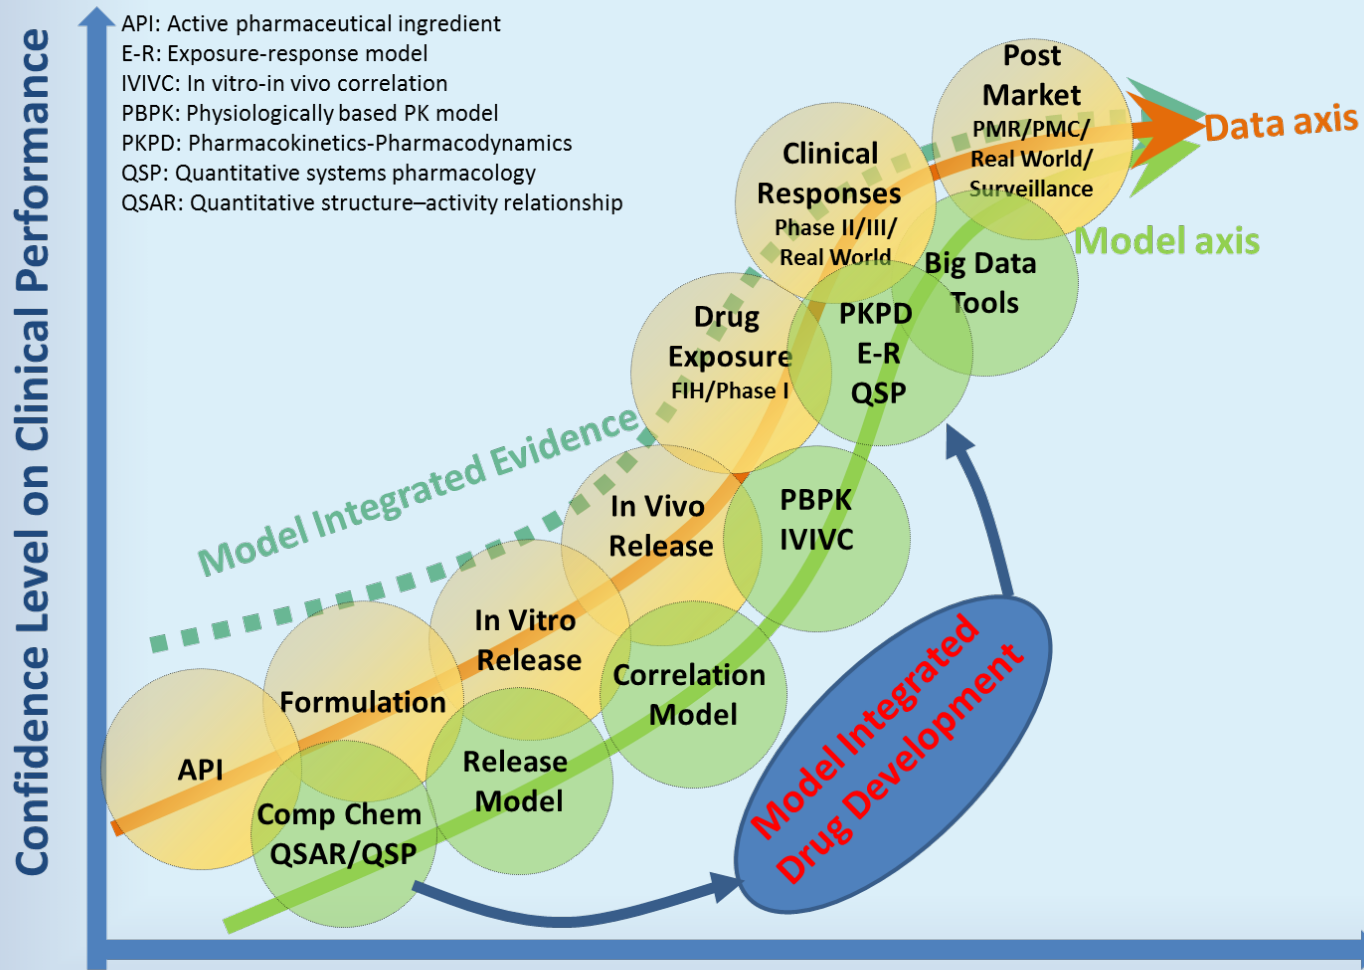 Confidence Level on Clinical Performance
API: Active pharmaceutical ingredient
E-R: Exposure-response model
IVIVC: In vitro-in vivo correlation
PBPK: Physiologically based PK model
PKPD: Pharmacokinetics-Pharmacodynamics
QSP: Quantitative systems pharmacology
QSAR: Quantitative structure–activity relationship
Post
Market
PMR/PMC/
Real World/
Surveillance
Data axis
Model axis
Clinical
Responses
Phase II/III/
Real World
Big Data
Tools
Drug
Exposure
FIH/Phase I
PKPD
E-R
QSP
Model Integrated Evidence
In Vivo
Release
PBPK
IVIVC
In Vitro
Release
Correlation
Model
Formulation
Release
Model
API
Comp Chem
QSAR/QSP
Model Integrated
Drug Development